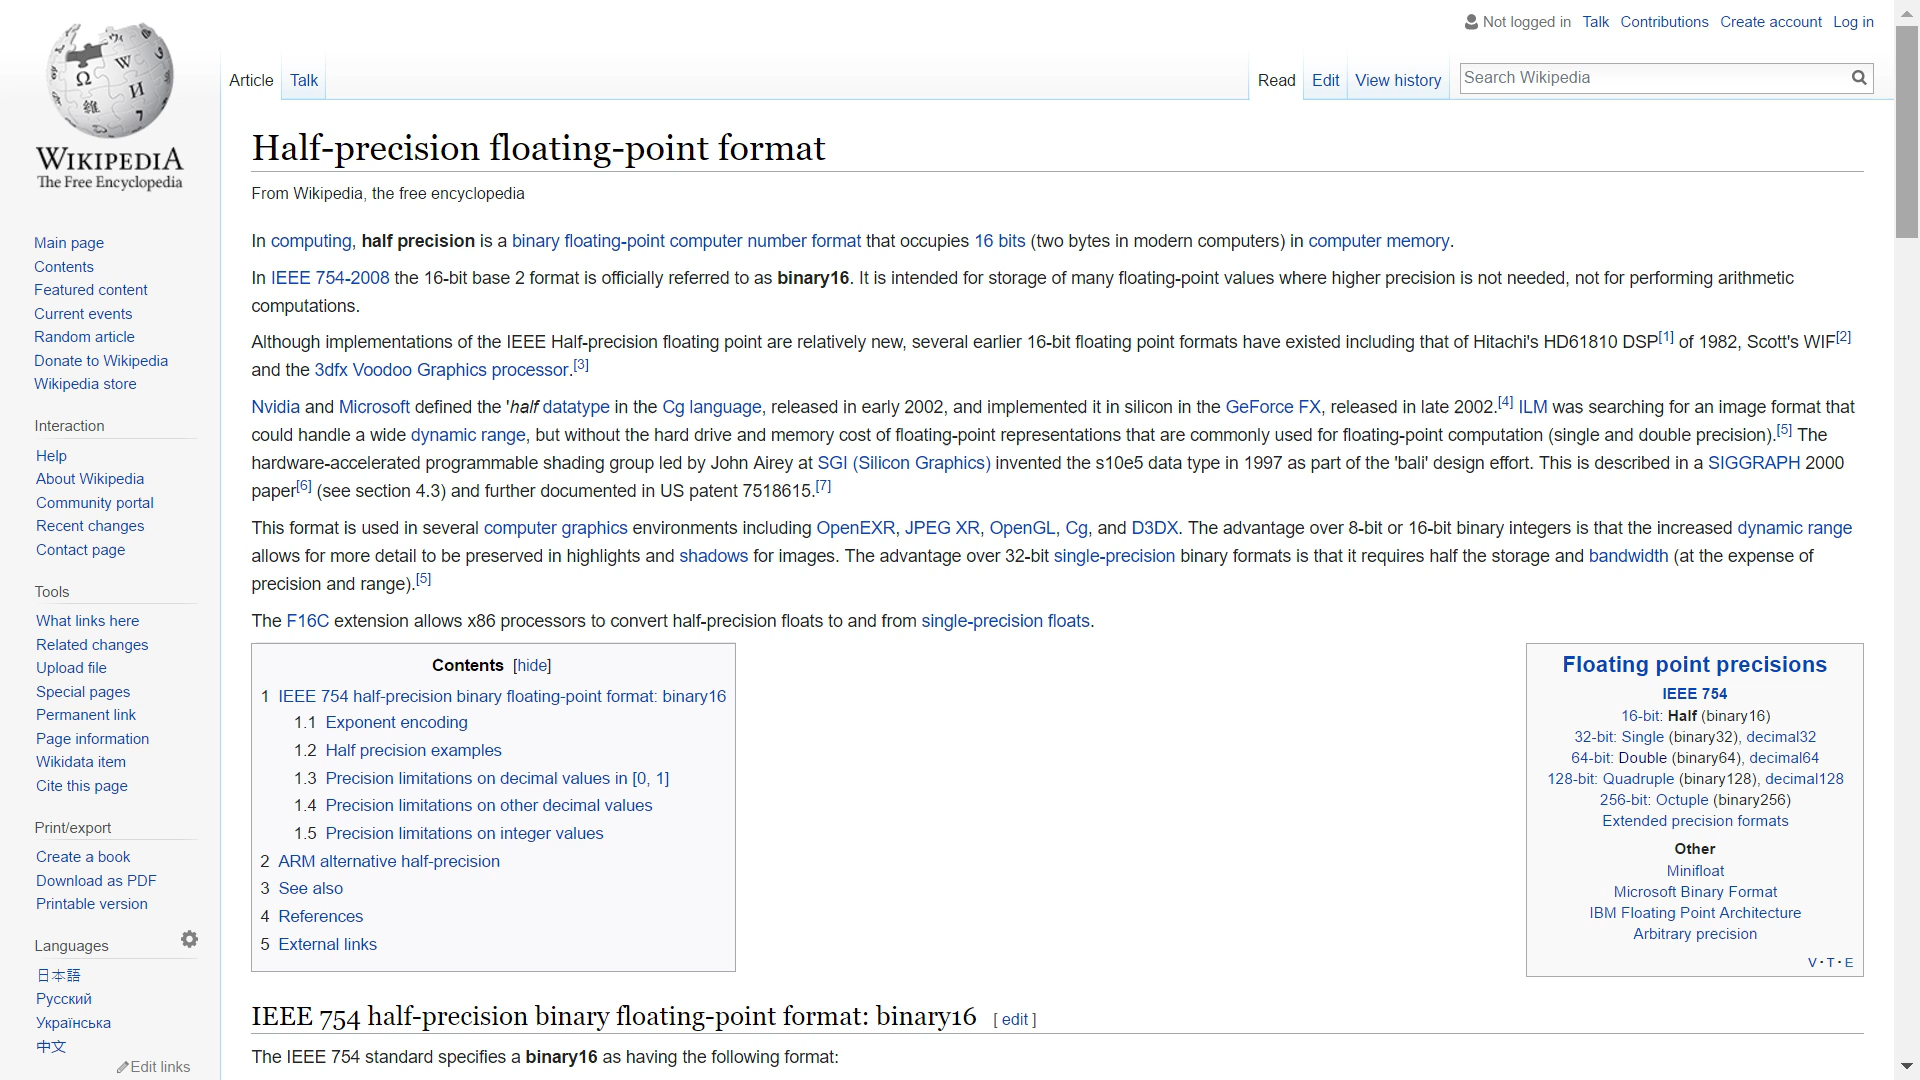 Not logged in Talk Contributions Create account Log in
Article Talk Read Edit View history Search Wikipedia
WIKIPEDIA
The Free Encyclopedia
Main page
Contents
Featured content
Current events
Random article
Donate to Wikipedia
Wikipedia store
Interaction
Help
About Wikipedia
Community portal
Recent changes
Contact page
Tools
What links here
Related changes
Upload file
Special pages
Permanent link
Page information
Wikidata item
Cite this page
Print/export
Create a book
Download as PDF
Printable version
Languages
日本語
Русский
Українська
中文
Edit links
Half-precision floating-point format
From Wikipedia, the free encyclopedia
In computing, half precision is a binary floating-point computer number format that occupies 16 bits (two bytes in modern computers) in computer memory.
In IEEE 754-2008 the 16-bit base 2 format is officially referred to as binary16. It is intended for storage of many floating-point values where higher precision is not needed, not for performing arithmetic
computations.
Although implementations of the IEEE Half-precision floating point are relatively new, several earlier 16-bit floating point formats have existed including that of Hitachi's HD61810 DSP[1] of 1982, Scott's WIF[2]
and the 3dfx Voodoo Graphics processor.[3]
Nvidia and Microsoft defined the 'half datatype in the Cg language, released in early 2002, and implemented it in silicon in the GeForce FX, released in late 2002.[4] ILM was searching for an image format that
could handle a wide dynamic range, but without the hard drive and memory cost of floating-point representations that are commonly used for floating-point computation (single and double precision).[5] The
hardware-accelerated programmable shading group led by John Airey at SGI (Silicon Graphics) invented the s10e5 data type in 1997 as part of the 'bali' design effort. This is described in a SIGGRAPH 2000
paper[6] (see section 4.3) and further documented in US patent 7518615.[7]
This format is used in several computer graphics environments including OpenEXR, JPEG XR, OpenGL, Cg, and D3DX. The advantage over 8-bit or 16-bit binary integers is that the increased dynamic range
allows for more detail to be preserved in highlights and shadows for images. The advantage over 32-bit single-precision binary formats is that it requires half the storage and bandwidth (at the expense of
precision and range).[5]
The F16C extension allows x86 processors to convert half-precision floats to and from single-precision floats.
Contents [hide]
1 IEEE 754 half-precision binary floating-point format: binary16
1.1 Exponent encoding
1.2 Half precision examples
1.3 Precision limitations on decimal values in [0, 1]
1.4 Precision limitations on other decimal values
1.5 Precision limitations on integer values
2 ARM alternative half-precision
3 See also
4 References
5 External links
Floating point precisions
IEEE 754
16-bit: Half (binary16)
32-bit: Single (binary32), decimal32
64-bit: Double (binary64), decimal64
128-bit: Quadruple (binary128), decimal128
256-bit: Octuple (binary256)
Extended precision formats
Other
Minifloat
Microsoft Binary Format
IBM Floating Point Architecture
Arbitrary precision
V · T · E
IEEE 754 half-precision binary floating-point format: binary16 [ edit ]
The IEEE 754 standard specifies a binary16 as having the following format: